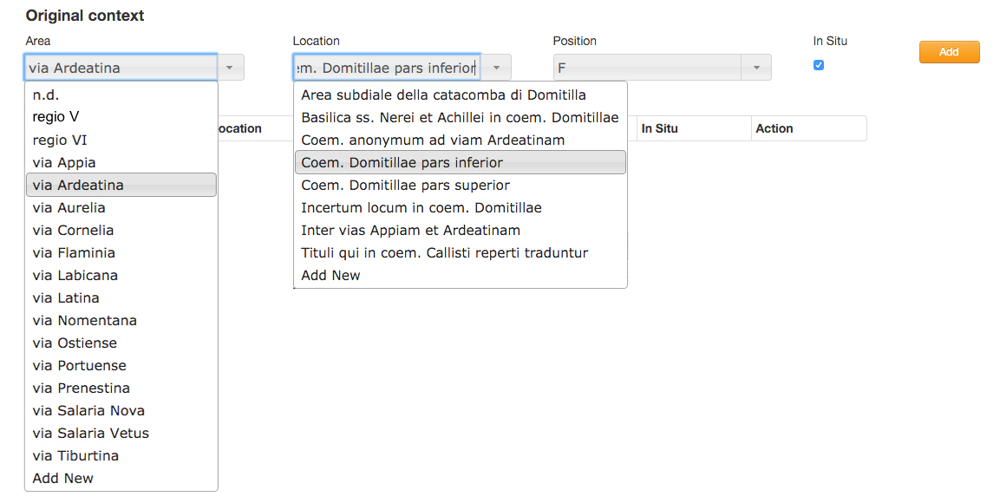 Original context
Area Location Position In Situ
Add
via Ardeatina em. Domitillae pars inferior F
n.d.
regio V
regio VI
via Appia
via Ardeatina
via Aurelia
via Cornelia
via Flaminia
via Labicana
via Latina
via Nomentana
via Ostiense
via Portuense
via Prenestina
via Salaria Nova
via Salaria Vetus
via Tiburtina
Add New
Area subdiale della catacomba di Domitilla
Basilica ss. Nerei et Achillei in coem. Domitillae
Coem. anonymum ad viam Ardeatinam
Coem. Domitillae pars inferior
Coem. Domitillae pars superior
Incertum locum in coem. Domitillae
Inter vias Appiam et Ardeatinam
Tituli qui in coem. Callisti reperti traduntur
Add New
ocation In Situ Action